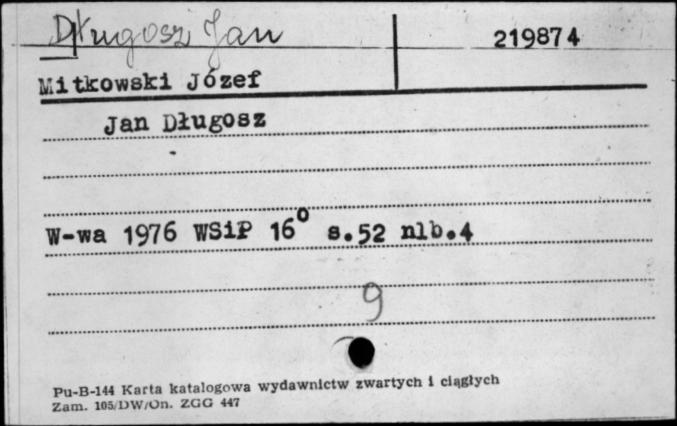 Długosz Jan
219874
Mitkowski Józef
Jan Długosz
W-wa 1976 WSiP 16° s.52 nlb.4
9
Pu-B-144 Karta katalogowa wydawnictw zwartych i ciągłych
Zam. 105/DW/On. ZGG 447